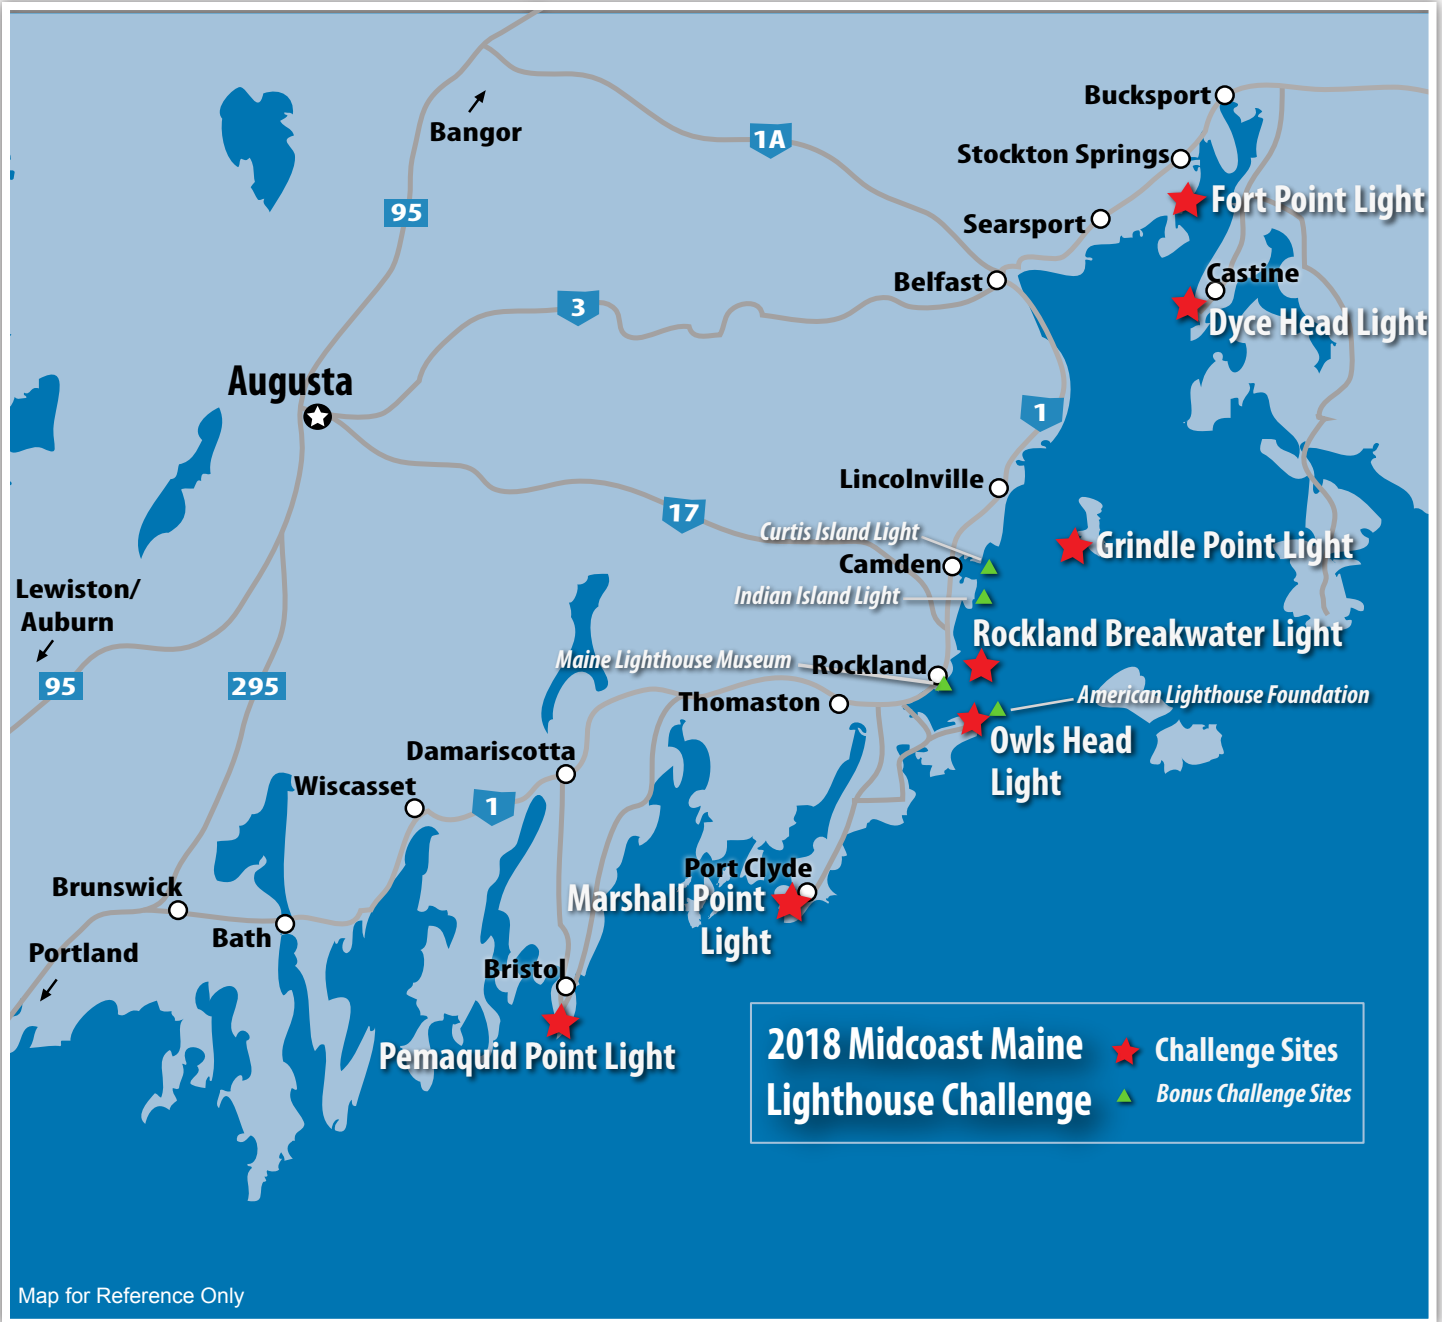 Bucksport
Bangor
1A
Stockton Springs
Fort Point Light
95
Searsport
Castine
Belfast
3
Dyce Head Light
Augusta
1
Lincolnville
17
Curtis Island Light
Grindle Point Light
Camden
Lewiston/
Auburn
Indian Island Light
Rockland Breakwater Light
Maine Lighthouse Museum
Rockland
95
295
American Lighthouse Foundation
Thomaston
Owls Head
Light
Damariscotta
Wiscasset
1
Port Clyde
Brunswick
Marshall Point
Light
Bath
Portland
Bristol
Pemaquid Point Light
2018 Midcoast Maine
Lighthouse Challenge
Challenge Sites
Bonus Challenge Sites
Map for Reference Only